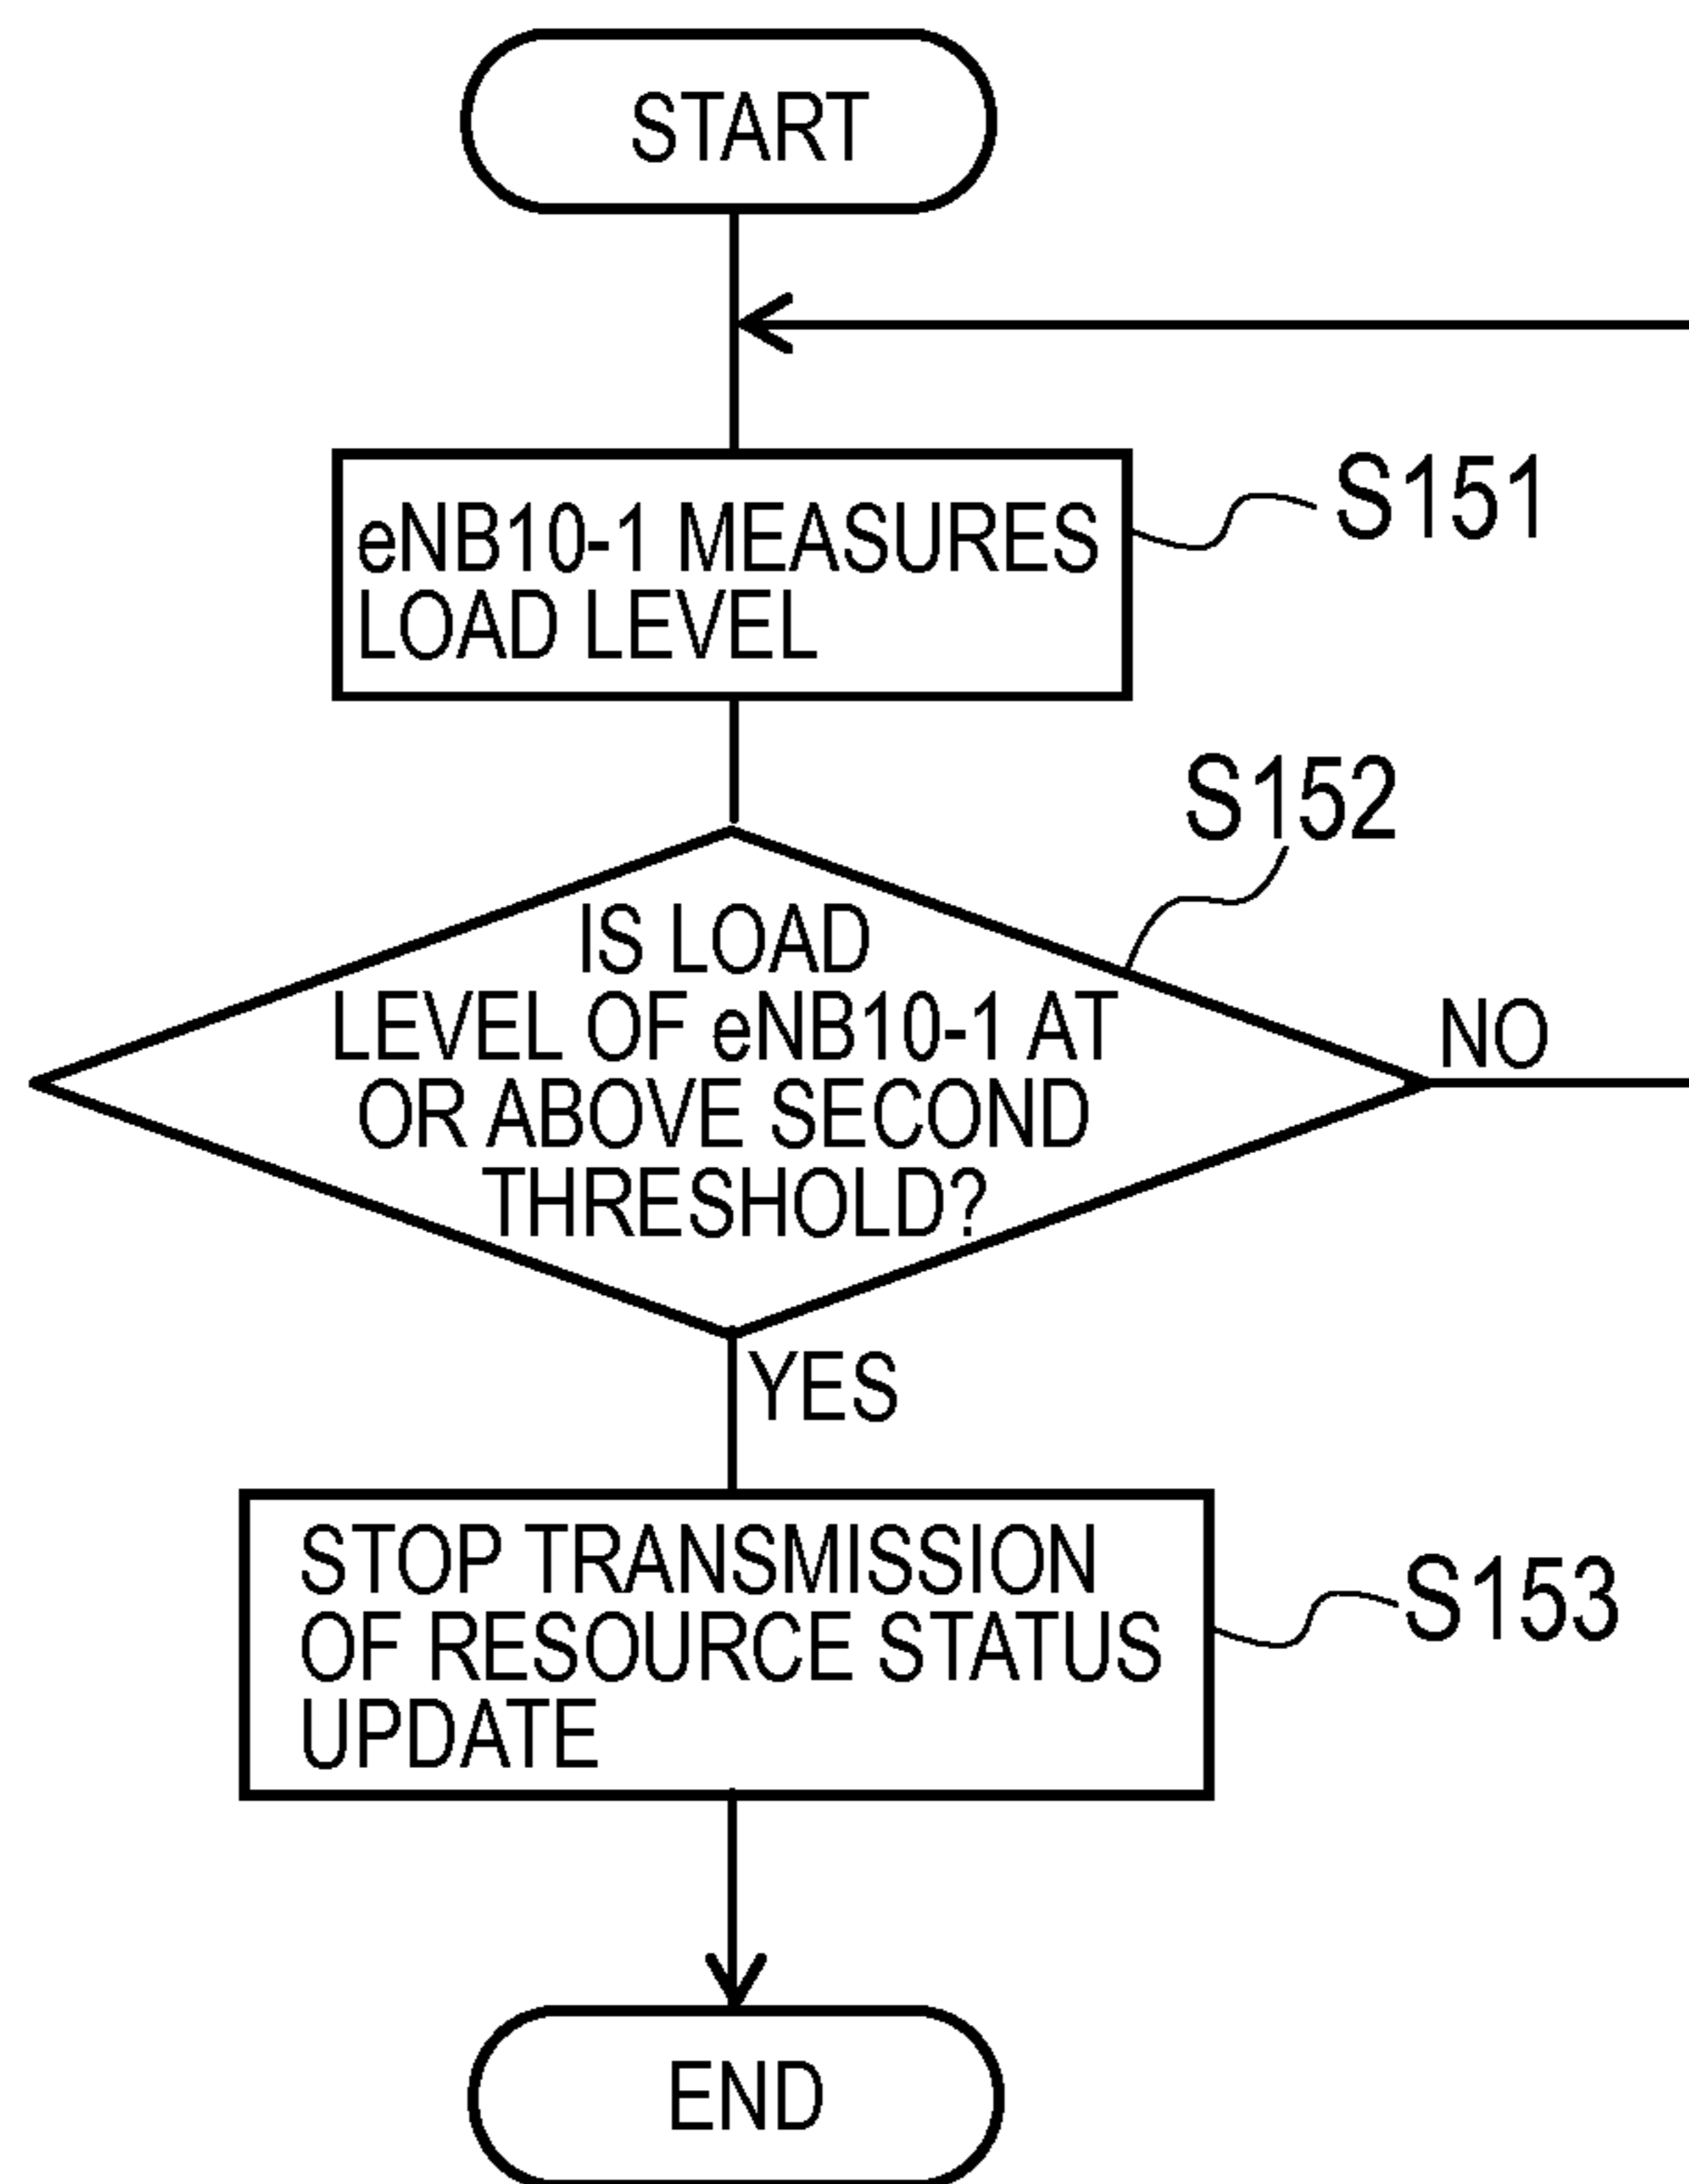 START
eNB10-1 MEASURES
LOAD LEVEL
S151
S152
IS LOAD
LEVEL OF eNB10-1 AT
OR ABOVE SECOND
THRESHOLD?
NO
YES
STOP TRANSMISSION
OF RESOURCE STATUS
UPDATE
S153
END